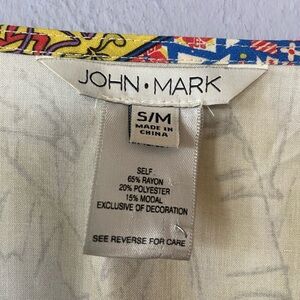 JOHN • MARK
S/M
MADE IN
CHINA
SELF
65% RAYON
20% POLYESTER
15% MODAL
EXCLUSIVE OF DECORATION
SEE REVERSE FOR CARE